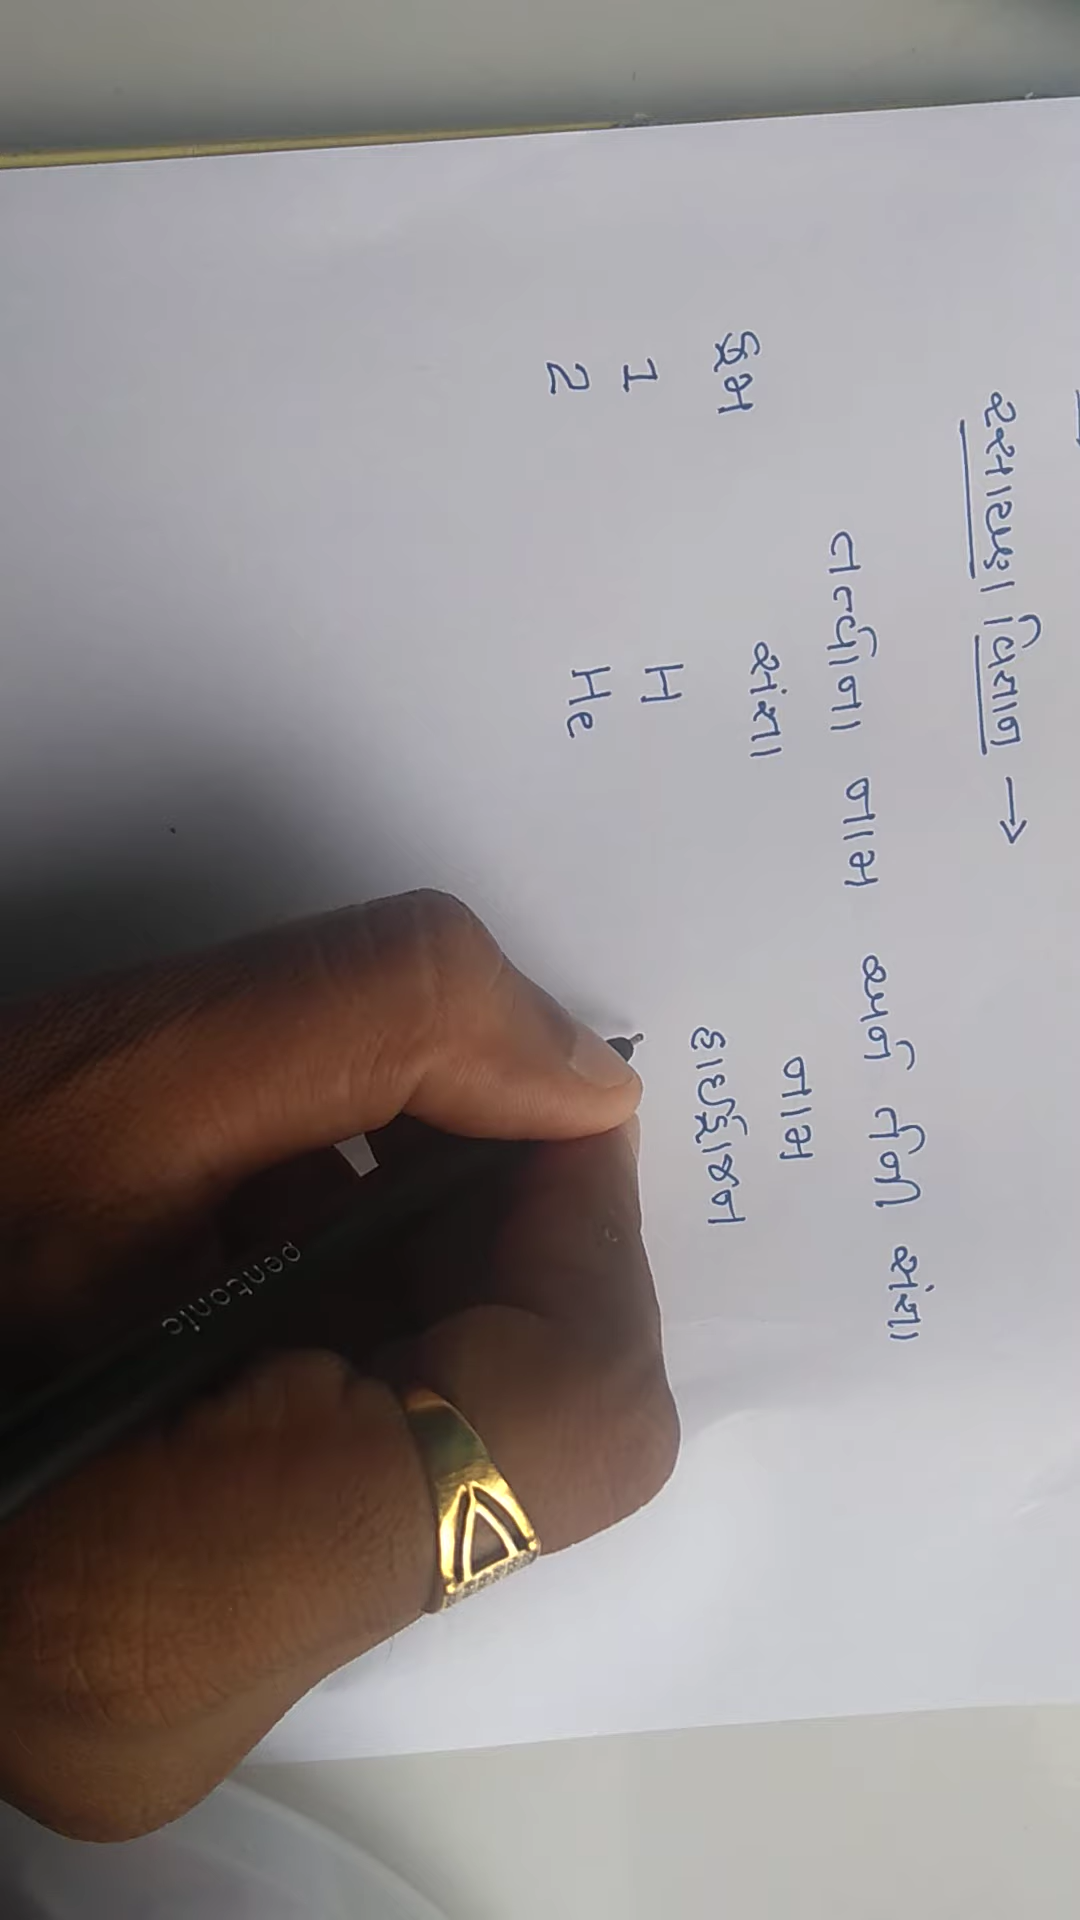 રસાયણ વિજ્ઞાન →
તત્વોના નામ અને તેની સંજ્ઞા
ક્રમ સંજ્ઞા નામ
1 H હાઈડ્રોજન
2 He
pentonic